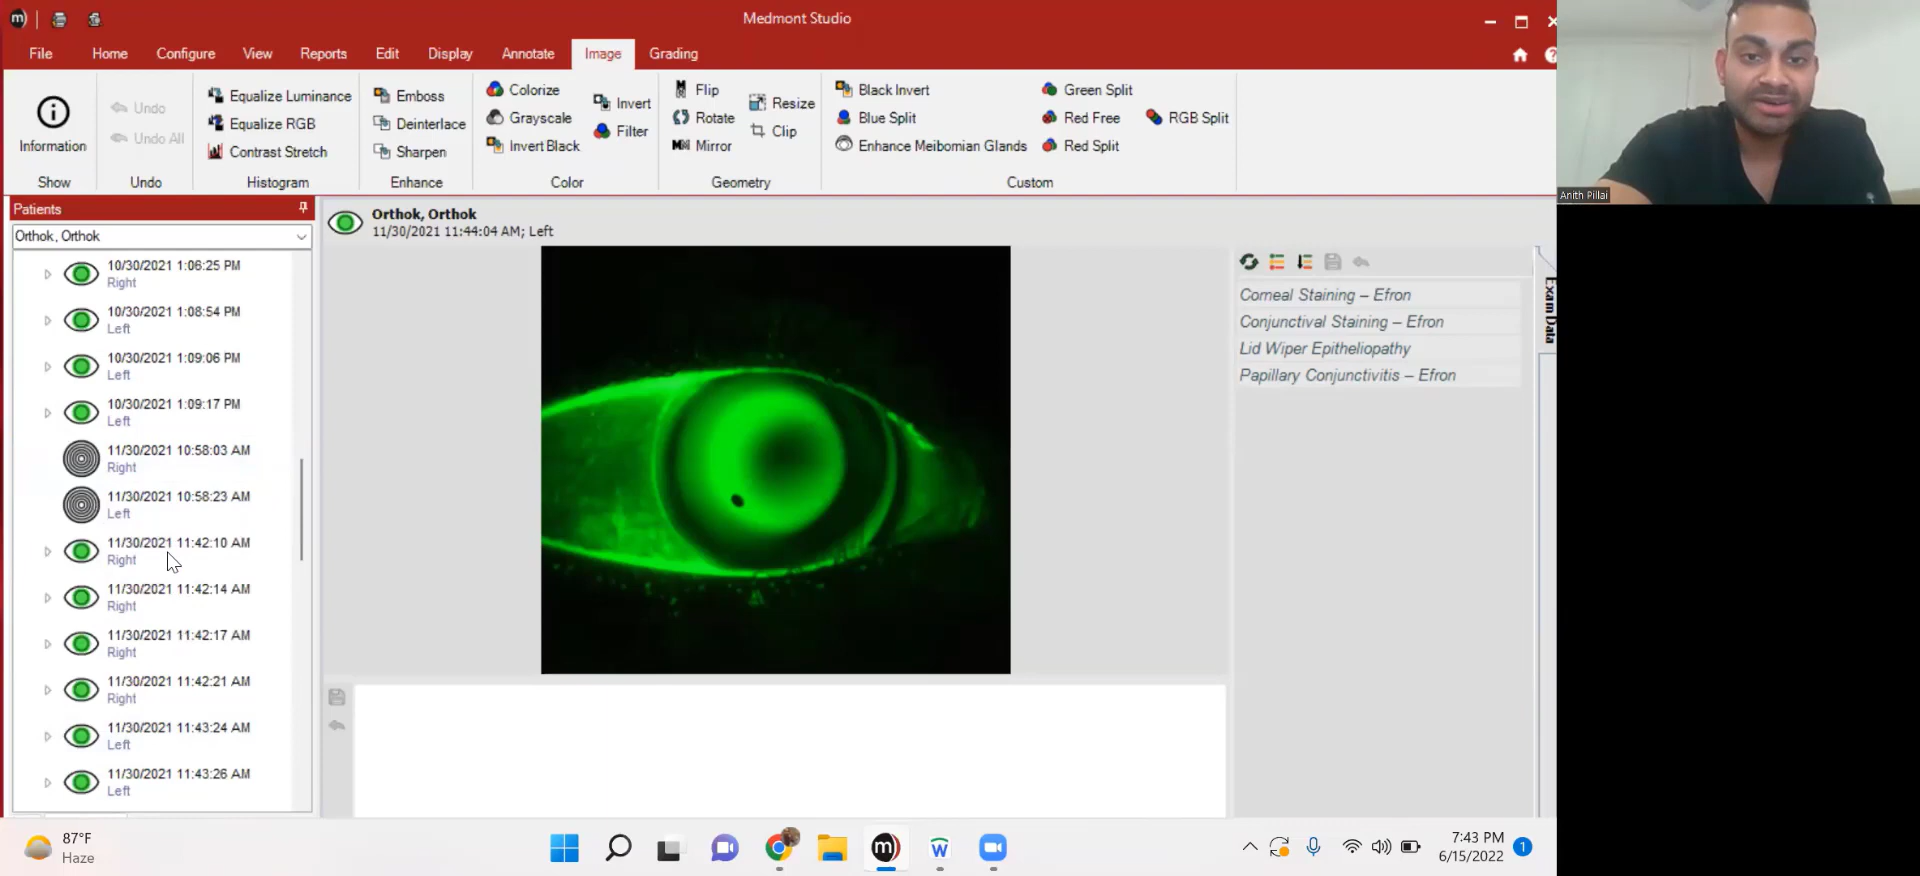 m)
Medmont Studio
File Home Configure View Reports Edit Display Annotate Image Grading
Information
Show
Undo
Undo All
Undo
Equalize Luminance
Equalize RGB
Contrast Stretch
Histogram
Emboss
Deinterlace
Sharpen
Enhance
Colorize
Grayscale
Invert Black
Invert
Filter
Color
Flip
Rotate
Mirror
Resize
Clip
Geometry
Black Invert
Blue Split
Enhance Meibomian Glands
Green Split
Red Free
Red Split
RGB Split
Custom
Anith Pillai
Patients
Orthok, Orthok
10/30/2021 1:06:25 PM
Right
10/30/2021 1:08:54 PM
Left
10/30/2021 1:09:06 PM
Left
10/30/2021 1:09:17 PM
Left
11/30/2021 10:58:03 AM
Right
11/30/2021 10:58:23 AM
Left
11/30/2021 11:42:10 AM
Right
11/30/2021 11:42:14 AM
Right
11/30/2021 11:42:17 AM
Right
11/30/2021 11:42:21 AM
Right
11/30/2021 11:43:24 AM
Left
11/30/2021 11:43:26 AM
Left
Orthok, Orthok
11/30/2021 11:44:04 AM; Left
Corneal Staining – Efron
Conjunctival Staining – Efron
Lid Wiper Epitheliopathy
Papillary Conjunctivitis – Efron
Exam Data
87°F
Haze
m)
W
7:43 PM
6/15/2022
1